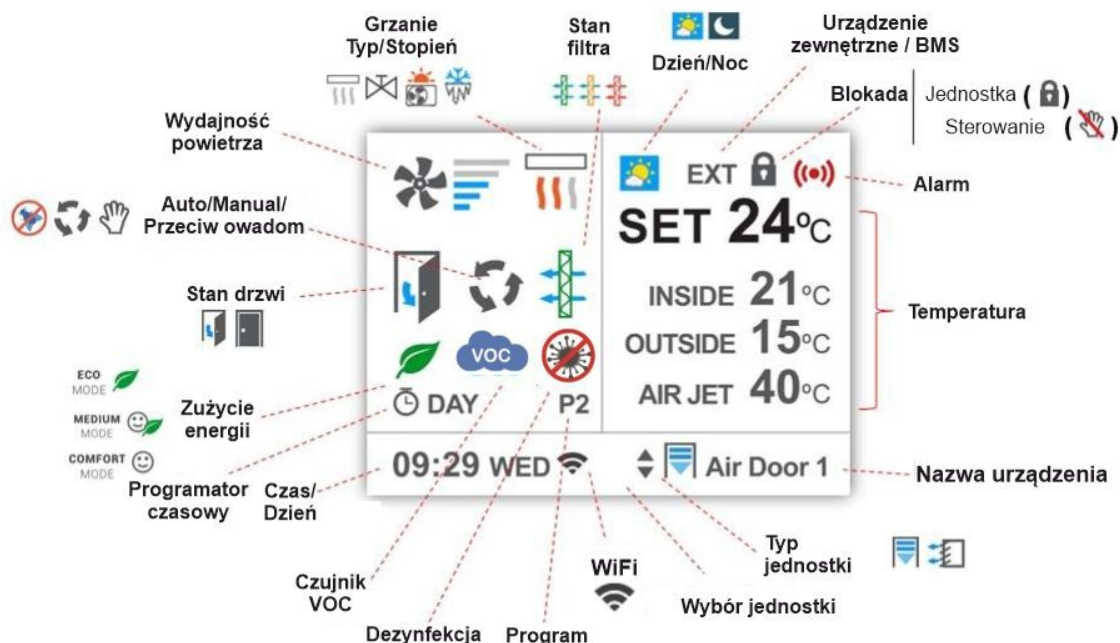 Grzanie
Typ/Stopień
Stan
filtra
Dzień/Noc
Urządzenie
zewnętrzne / BMS
Blokada
Jednostka ( )
Sterowanie ( )
Wydajność
powietrza
EXT
Alarm
Auto/Manual/
Przeciw owadom
SET 24°C
Stan drzwi
INSIDE 21°C
Temperatura
OUTSIDE 15°C
VOC
AIR JET 40°C
ECO
MODE
MEDIUM
MODE
COMFORT
MODE
Zużycie
energii
DAY
P2
09:29 WED
Air Door 1
Nazwa urządzenia
Programator
czasowy
Czas/
Dzień
Typ
jednostki
Czujnik
VOC
WiFi
Wybór jednostki
Dezynfekcja
Program